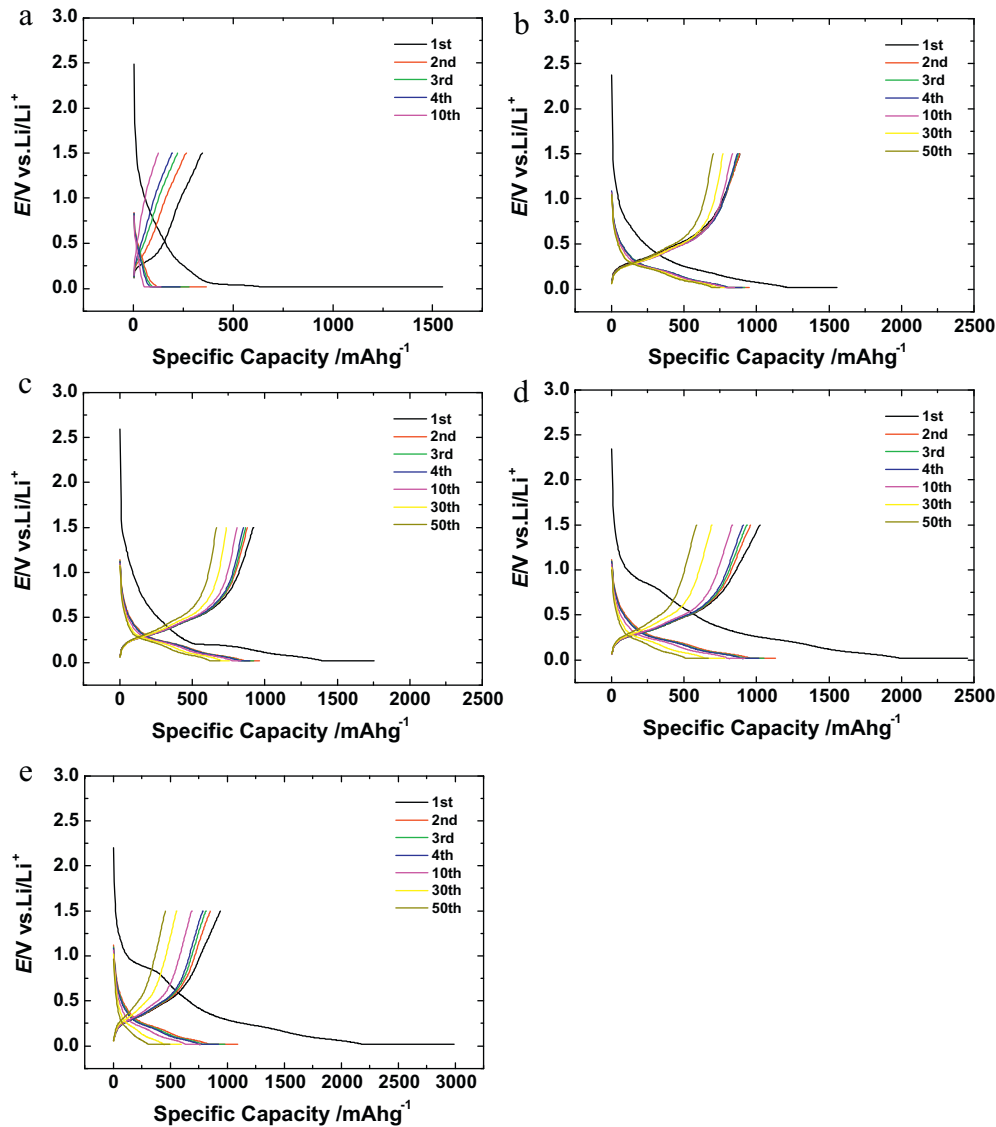 a
3.0
2.5
2.0
1.5
1.0
0.5
0.0
E/V vs.Li/Li+
0 500 1000 1500
Specific Capacity /mAhg-1
1st
2nd
3rd
4th
10th
b
3.0
2.5
2.0
1.5
1.0
0.5
0.0
E/V vs.Li/Li+
0 500 1000 1500 2000 2500
Specific Capacity /mAhg-1
1st
2nd
3rd
4th
10th
30th
50th
c
3.0
2.5
2.0
1.5
1.0
0.5
0.0
E/V vs.Li/Li+
0 500 1000 1500 2000 2500
Specific Capacity /mAhg-1
1st
2nd
3rd
4th
10th
30th
50th
d
3.0
2.5
2.0
1.5
1.0
0.5
0.0
E/V vs.Li/Li+
0 500 1000 1500 2000 2500
Specific Capacity /mAhg-1
1st
2nd
3rd
4th
10th
30th
50th
e
3.0
2.5
2.0
1.5
1.0
0.5
0.0
E/V vs.Li/Li+
0 500 1000 1500 2000 2500 3000
Specific Capacity /mAhg-1
1st
2nd
3rd
4th
10th
30th
50th